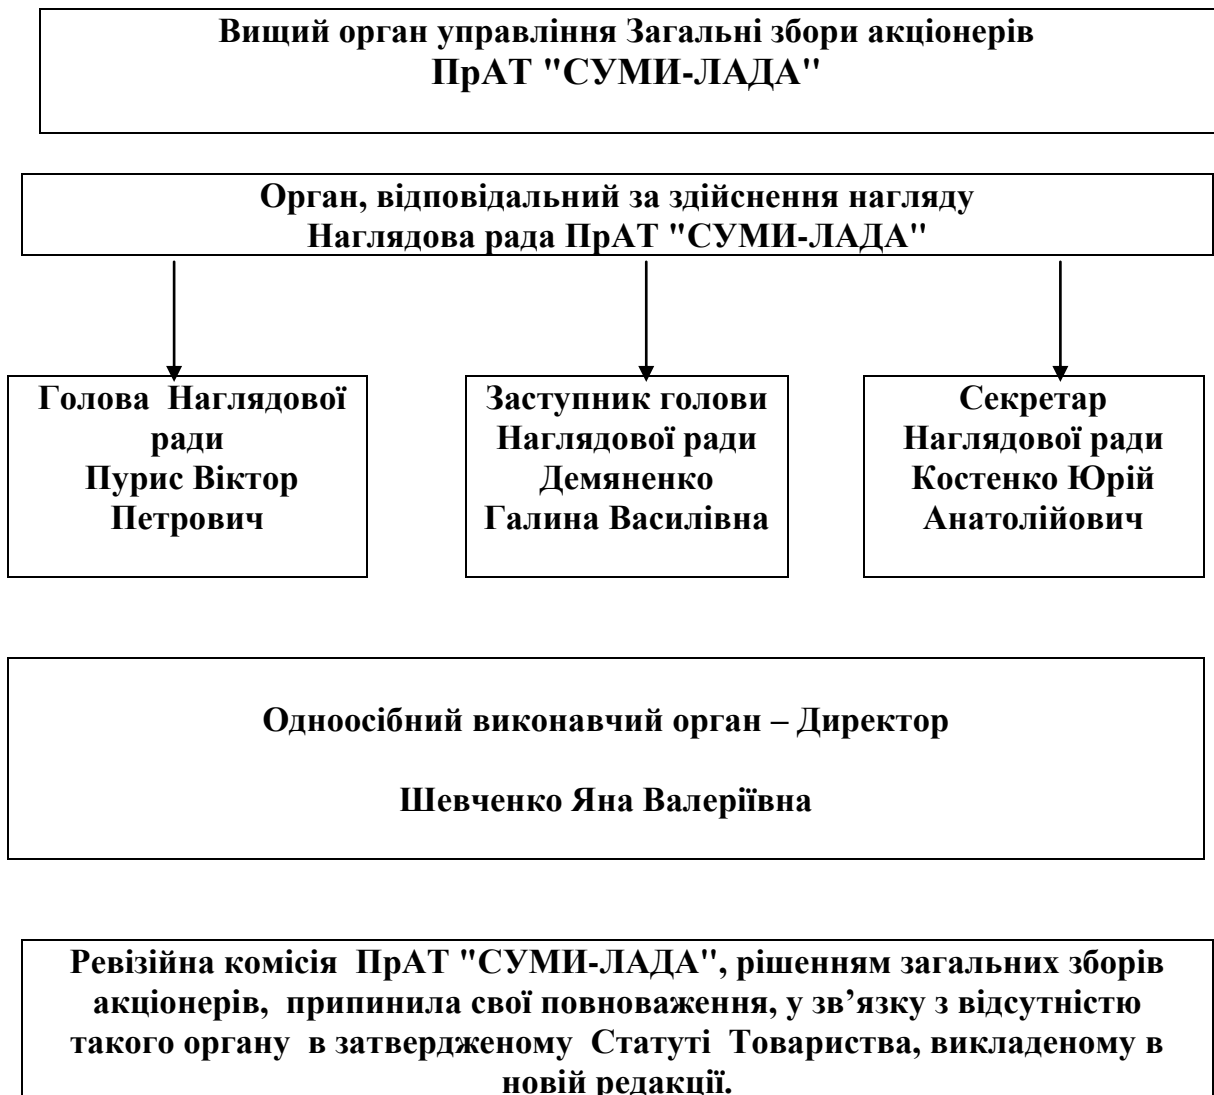 Вищий орган управління Загальні збори акціонерів
ПрАТ "СУМИ-ЛАДА"
Орган, відповідальний за здійснення нагляду
Наглядова рада ПрАТ "СУМИ-ЛАДА"
Голова Наглядової
ради
Пурис Віктор
Петрович
Заступник голови
Наглядової ради
Демяненко
Галина Василівна
Секретар
Наглядової ради
Костенко Юрій
Анатолійович
Одноосібний виконавчий орган – Директор
Шевченко Яна Валеріївна
Ревізійна комісія ПрАТ "СУМИ-ЛАДА", рішенням загальних зборів
акціонерів, припинила свої повноваження, у зв’язку з відсутністю
такого органу в затвердженому Статуті Товариства, викладеному в
новій редакції.